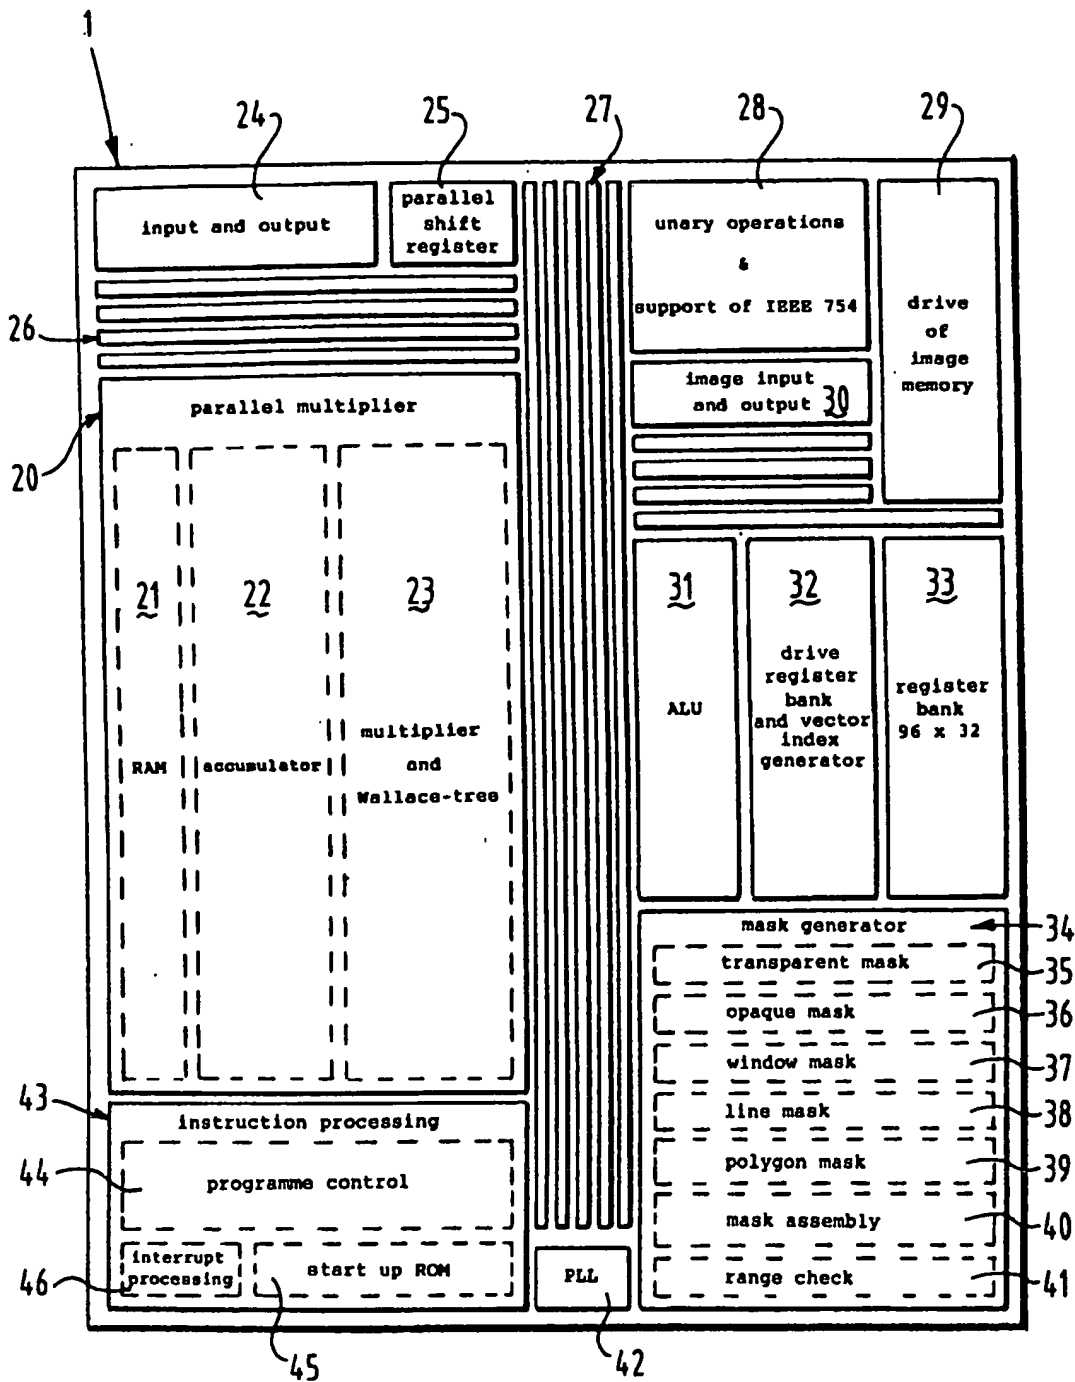 1
24
25
27
28
29
input and output
parallel
shift
register
unary operations
&
support of IEEE 754
drive
of
image
memory
26
image input
and output 30
20
parallel multiplier
21
22
23
RAM
accumulator
multiplier
and
Wallace-tree
31
32
33
ALU
drive
register
bank
and vector
index
generator
register
bank
96 x 32
mask generator
34
transparent mask
35
opaque mask
36
window mask
37
line mask
38
polygon mask
39
mask assembly
40
range check
41
43
instruction processing
44
programme control
46
interrupt
processing
start up ROM
45
PLL
42